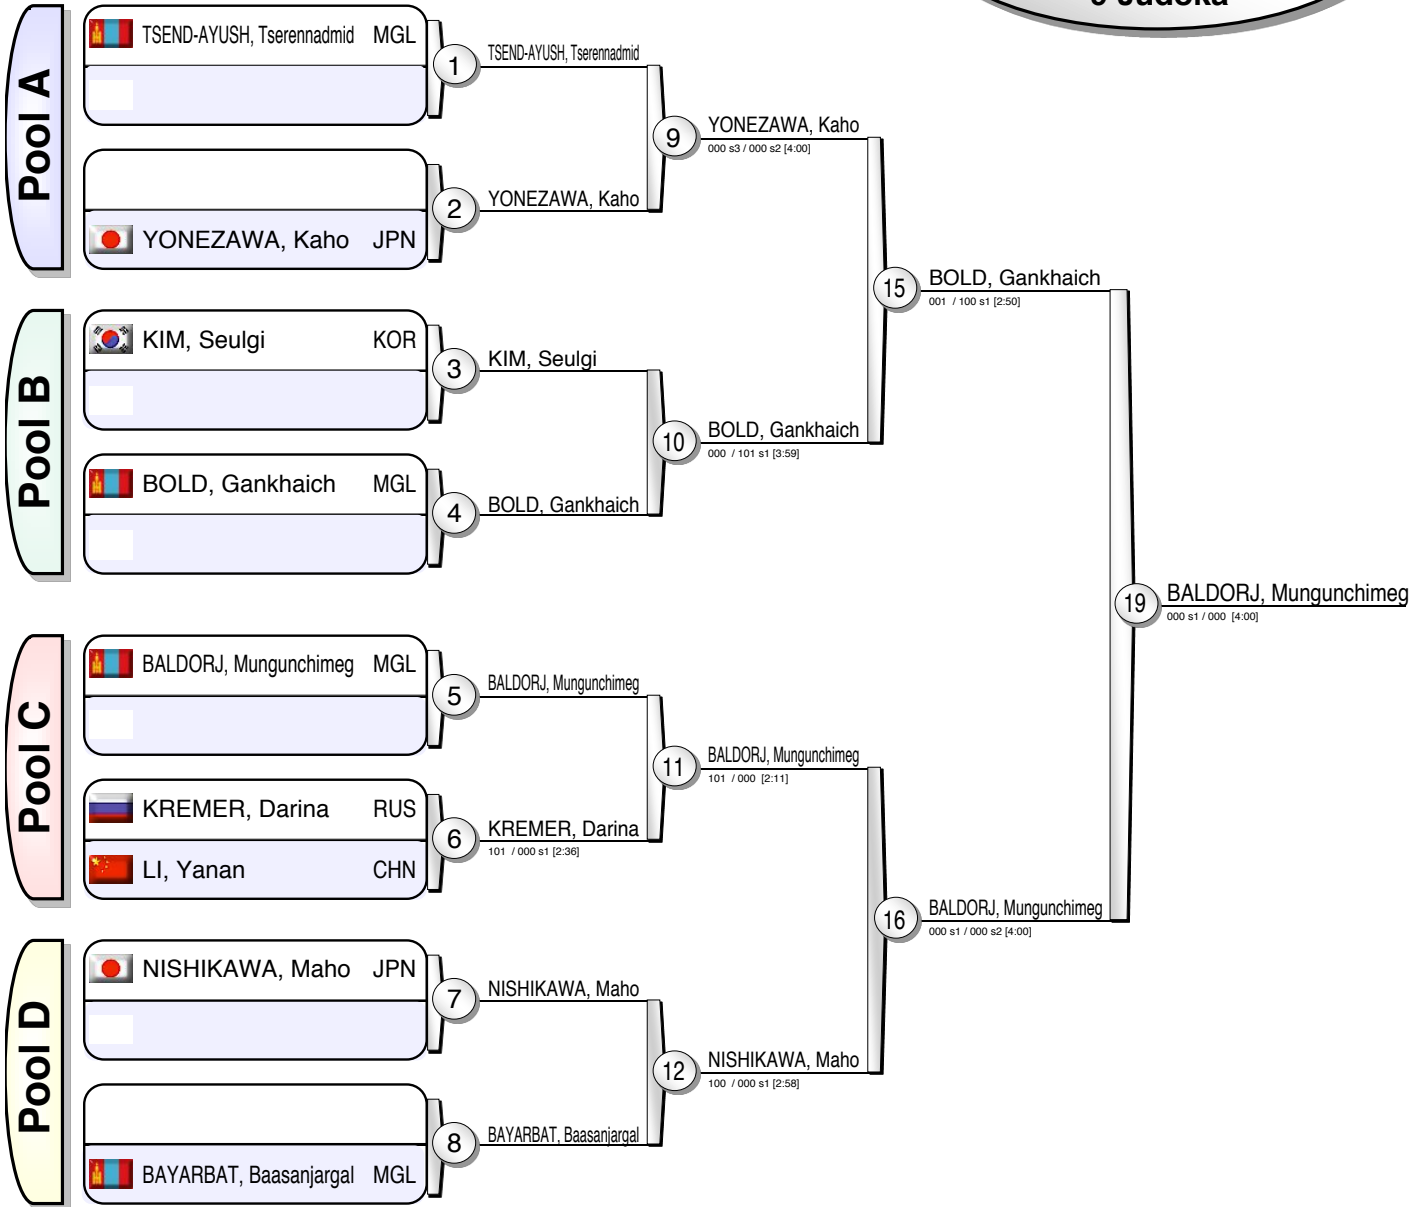 9 Judoka
Pool A
TSEND-AYUSH, Tserennadmid MGL
1
TSEND-AYUSH, Tserennadmid
2
YONEZAWA, Kaho
YONEZAWA, Kaho JPN
9
YONEZAWA, Kaho
000 s3 / 000 s2 [4:00]
Pool B
KIM, Seulgi KOR
3
KIM, Seulgi
BOLD, Gankhaich MGL
4
BOLD, Gankhaich
10
BOLD, Gankhaich
000 / 101 s1 [3:59]
15
BOLD, Gankhaich
001 / 100 s1 [2:50]
Pool C
BALDORJ, Mungunchimeg MGL
5
BALDORJ, Mungunchimeg
KREMER, Darina RUS
LI, Yanan CHN
6
KREMER, Darina
101 / 000 s1 [2:36]
11
BALDORJ, Mungunchimeg
101 / 000 [2:11]
Pool D
NISHIKAWA, Maho JPN
7
NISHIKAWA, Maho
8
BAYARBAT, Baasanjargal
BAYARBAT, Baasanjargal MGL
12
NISHIKAWA, Maho
100 / 000 s1 [2:58]
16
BALDORJ, Mungunchimeg
000 s1 / 000 s2 [4:00]
19
BALDORJ, Mungunchimeg
000 s1 / 000 [4:00]